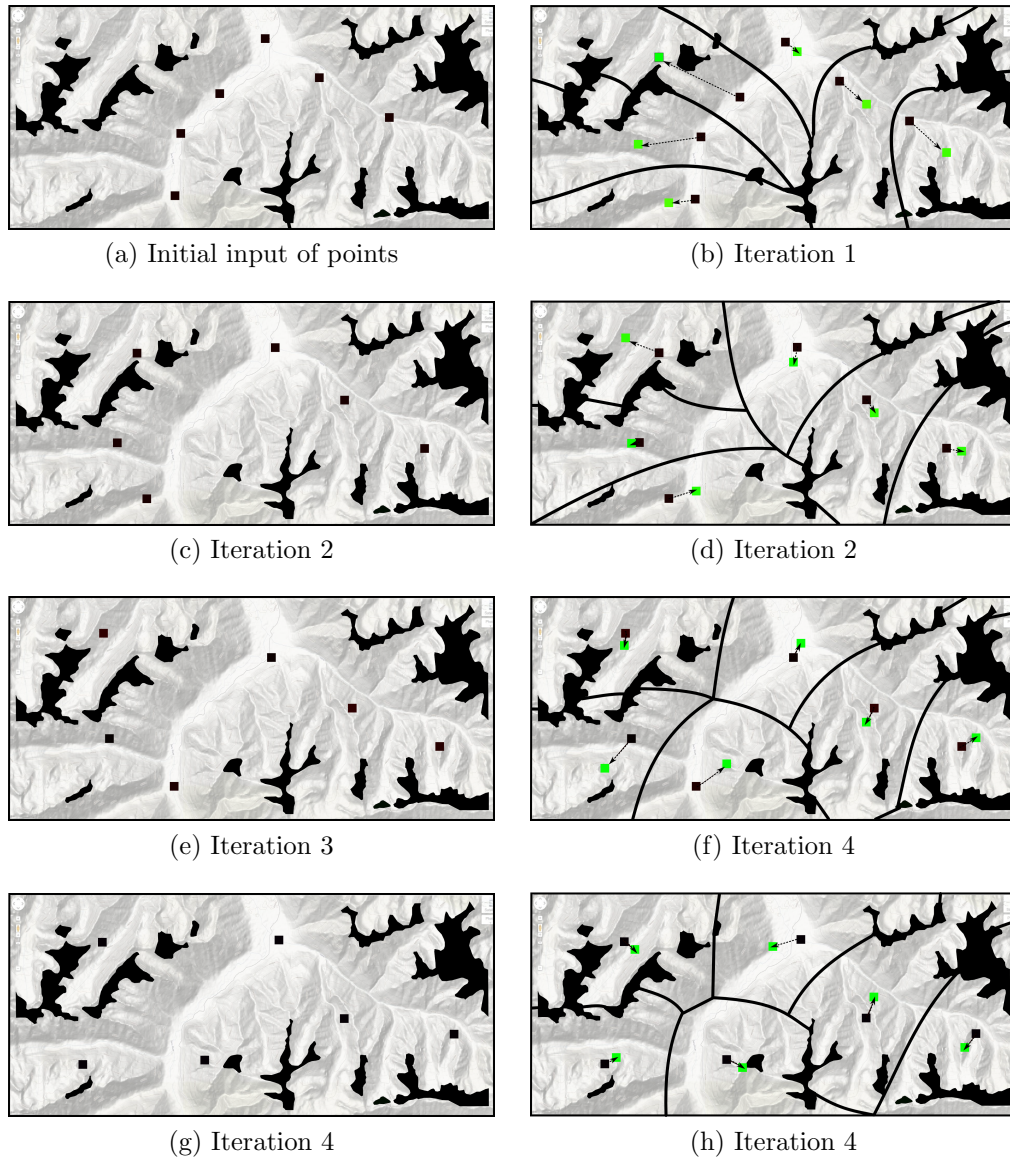 (a) Initial input of points
(b) Iteration 1
(c) Iteration 2
(d) Iteration 2
(e) Iteration 3
(f) Iteration 4
(g) Iteration 4
(h) Iteration 4